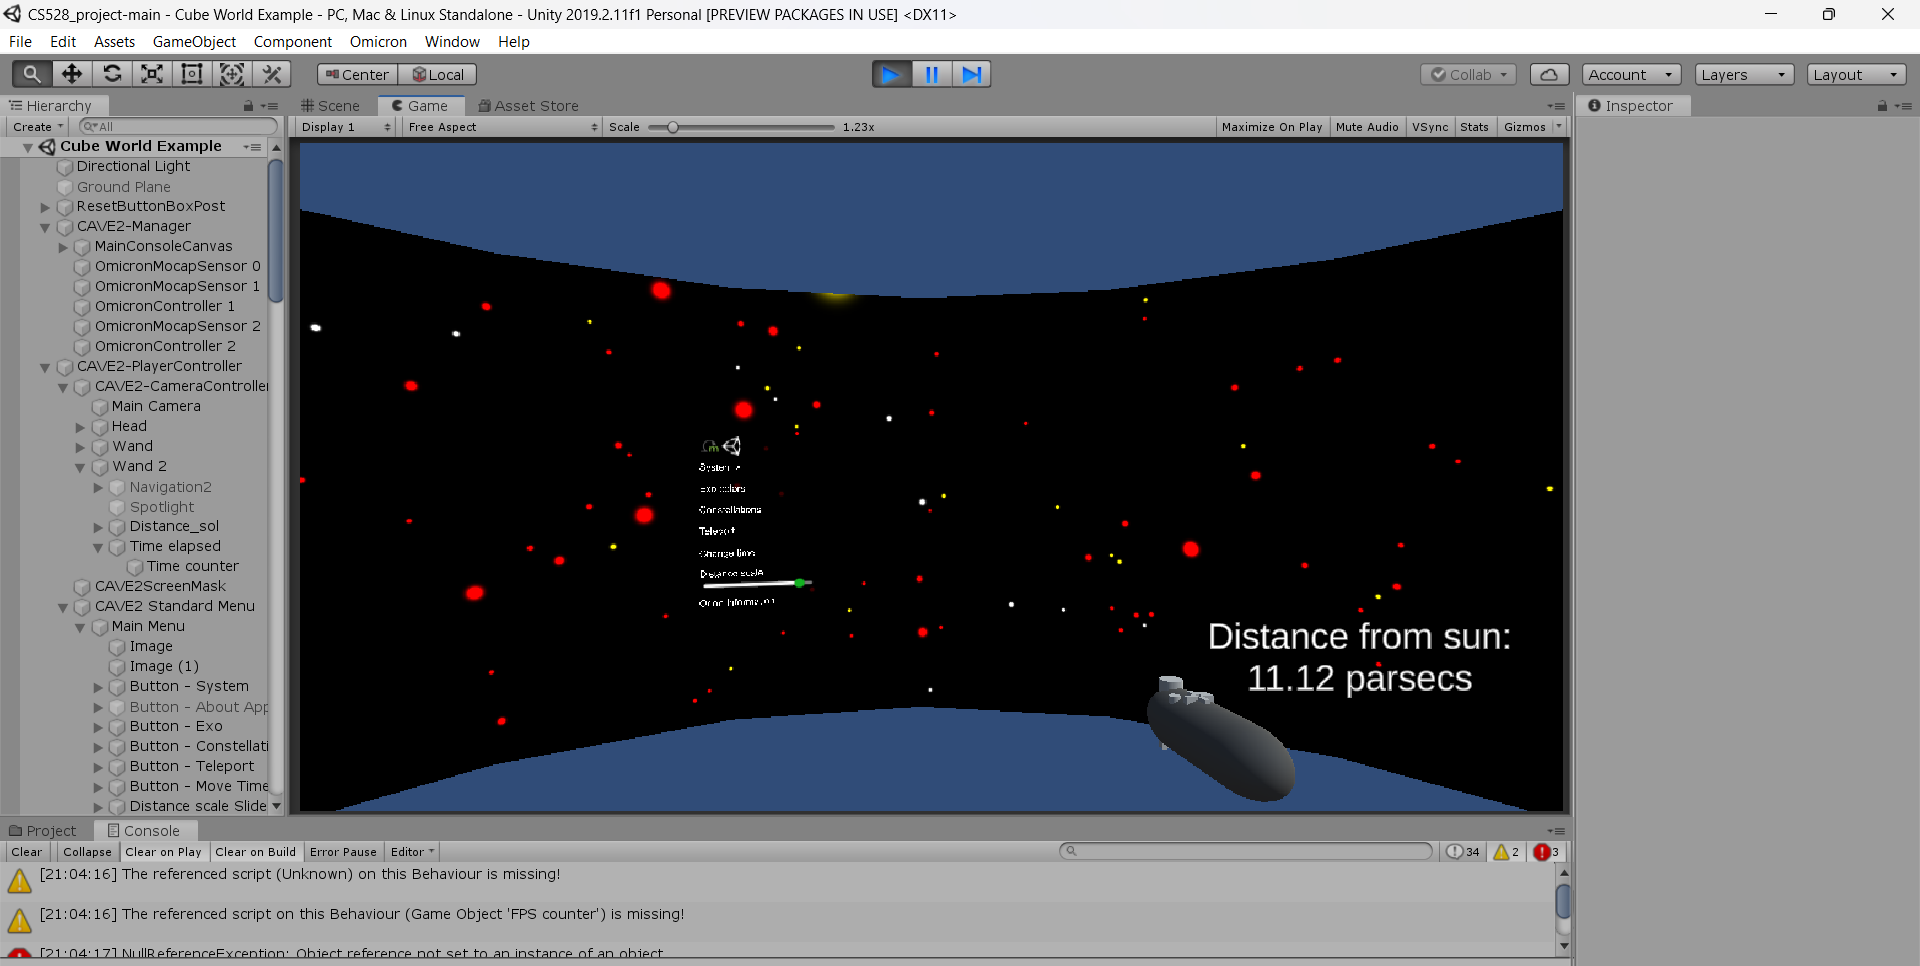 CS528_project-main - Cube World Example - PC, Mac & Linux Standalone - Unity 2019.2.11f1 Personal [PREVIEW PACKAGES IN USE] <DX11>
File Edit Assets GameObject Component Omicron Window Help
Center Local Collab Account Layers Layout
Hierarchy Scene Game Asset Store Inspector
Create All Display 1 Free Aspect Scale 1.23x Maximize On Play Mute Audio VSync Stats Gizmos
Cube World Example
Directional Light
Ground Plane
ResetButtonBoxPost
CAVE2-Manager
MainConsoleCanvas
OmicronMocapSensor 0
OmicronMocapSensor 1
OmicronController 1
OmicronMocapSensor 2
OmicronController 2
CAVE2-PlayerController
CAVE2-CameraController
Main Camera
Head
Wand
Wand 2
Navigation2
Spotlight
Distance_sol
Time elapsed
Time counter
CAVE2ScreenMask
CAVE2 Standard Menu
Main Menu
Image
Image (1)
Button - System
Button - About App
Button - Exo
Button - Constellati
Button - Teleport
Button - Move Time
Distance scale Slide
System >
Constellations
Teleport
Change time
Distance scale
Distance from sun:
11.12 parsecs
Project Console
Clear Collapse Clear on Play Clear on Build Error Pause Editor 34 2 3
[21:04:16] The referenced script (Unknown) on this Behaviour is missing!
[21:04:16] The referenced script on this Behaviour (Game Object 'FPS counter') is missing!
[21:04:17] NullReferenceException: Object reference not set to an instance of an object